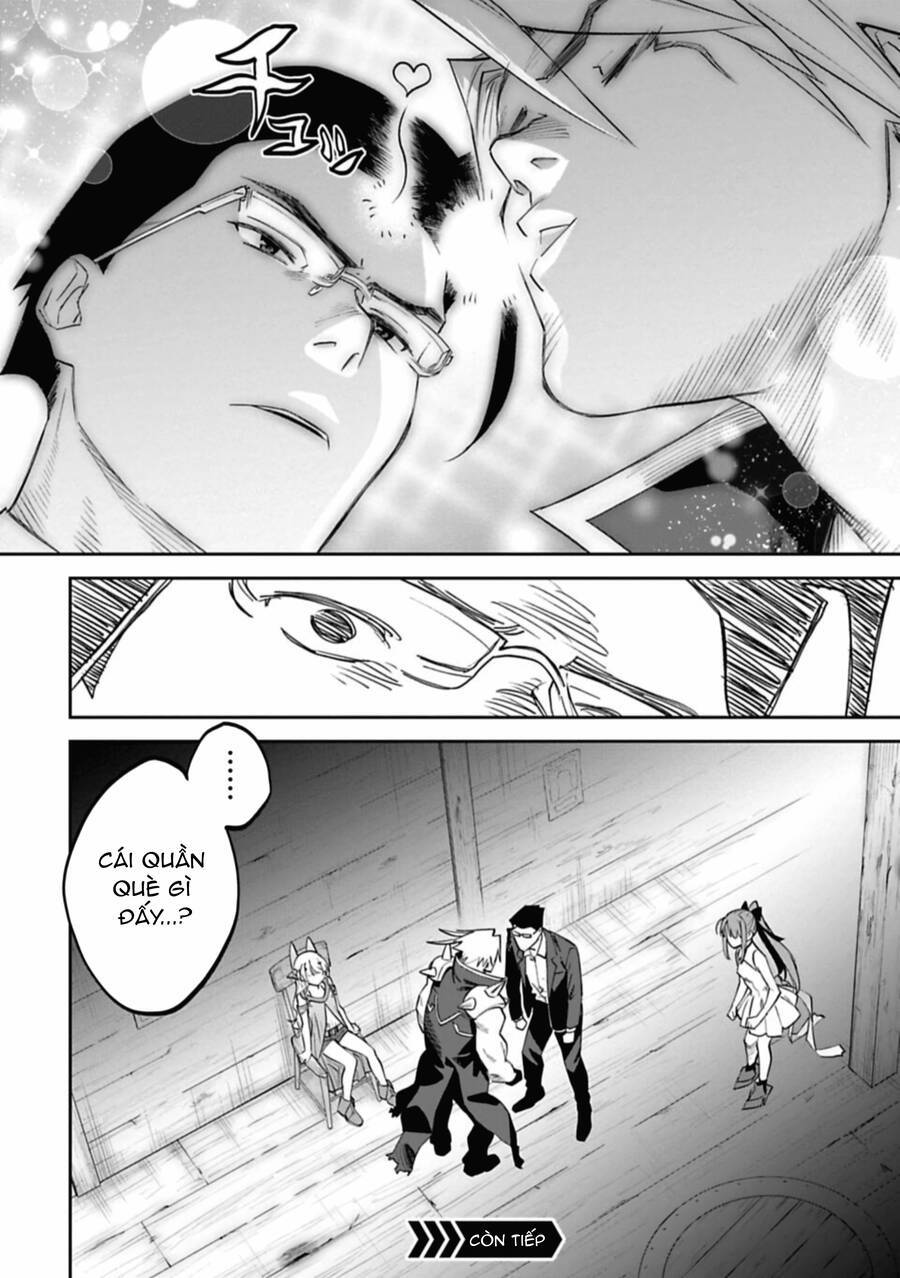 チュッ
………
CÁI QUẦN
QUÈ GÌ
ĐẤY...?
CÒN TIẾP